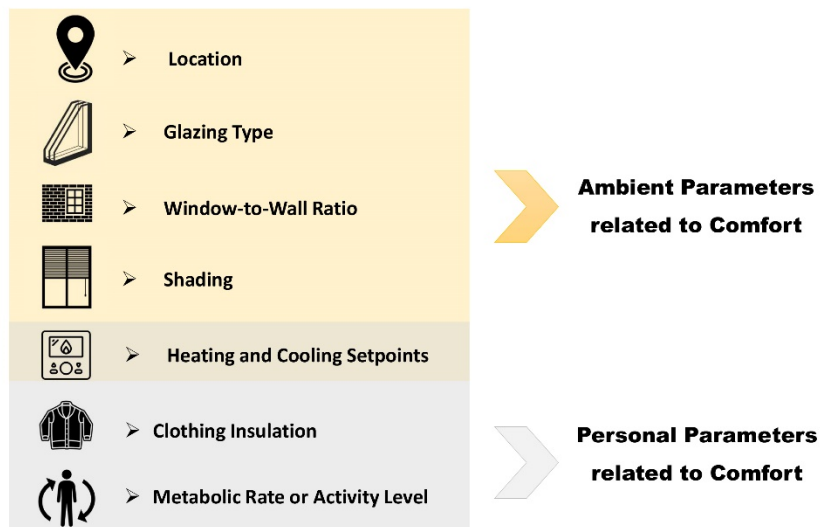 Location
Glazing Type
Window-to-Wall Ratio
Shading
Heating and Cooling Setpoints
Clothing Insulation
Metabolic Rate or Activity Level
Ambient Parameters
related to Comfort
Personal Parameters
related to Comfort